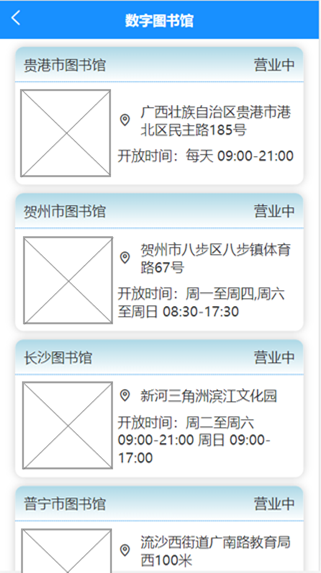 数字图书馆
贵港市图书馆 营业中
广西壮族自治区贵港市港
北区民主路185号
开放时间：每天 09:00-21:00
贺州市图书馆 营业中
贺州市八步区八步镇体育
路67号
开放时间：周一至周四,周六
至周日 08:30-17:30
长沙图书馆 营业中
新河三角洲滨江文化园
开放时间：周二至周六
09:00-21:00 周日 09:00-
17:00
普宁市图书馆 营业中
流沙西街道广南路教育局
西100米